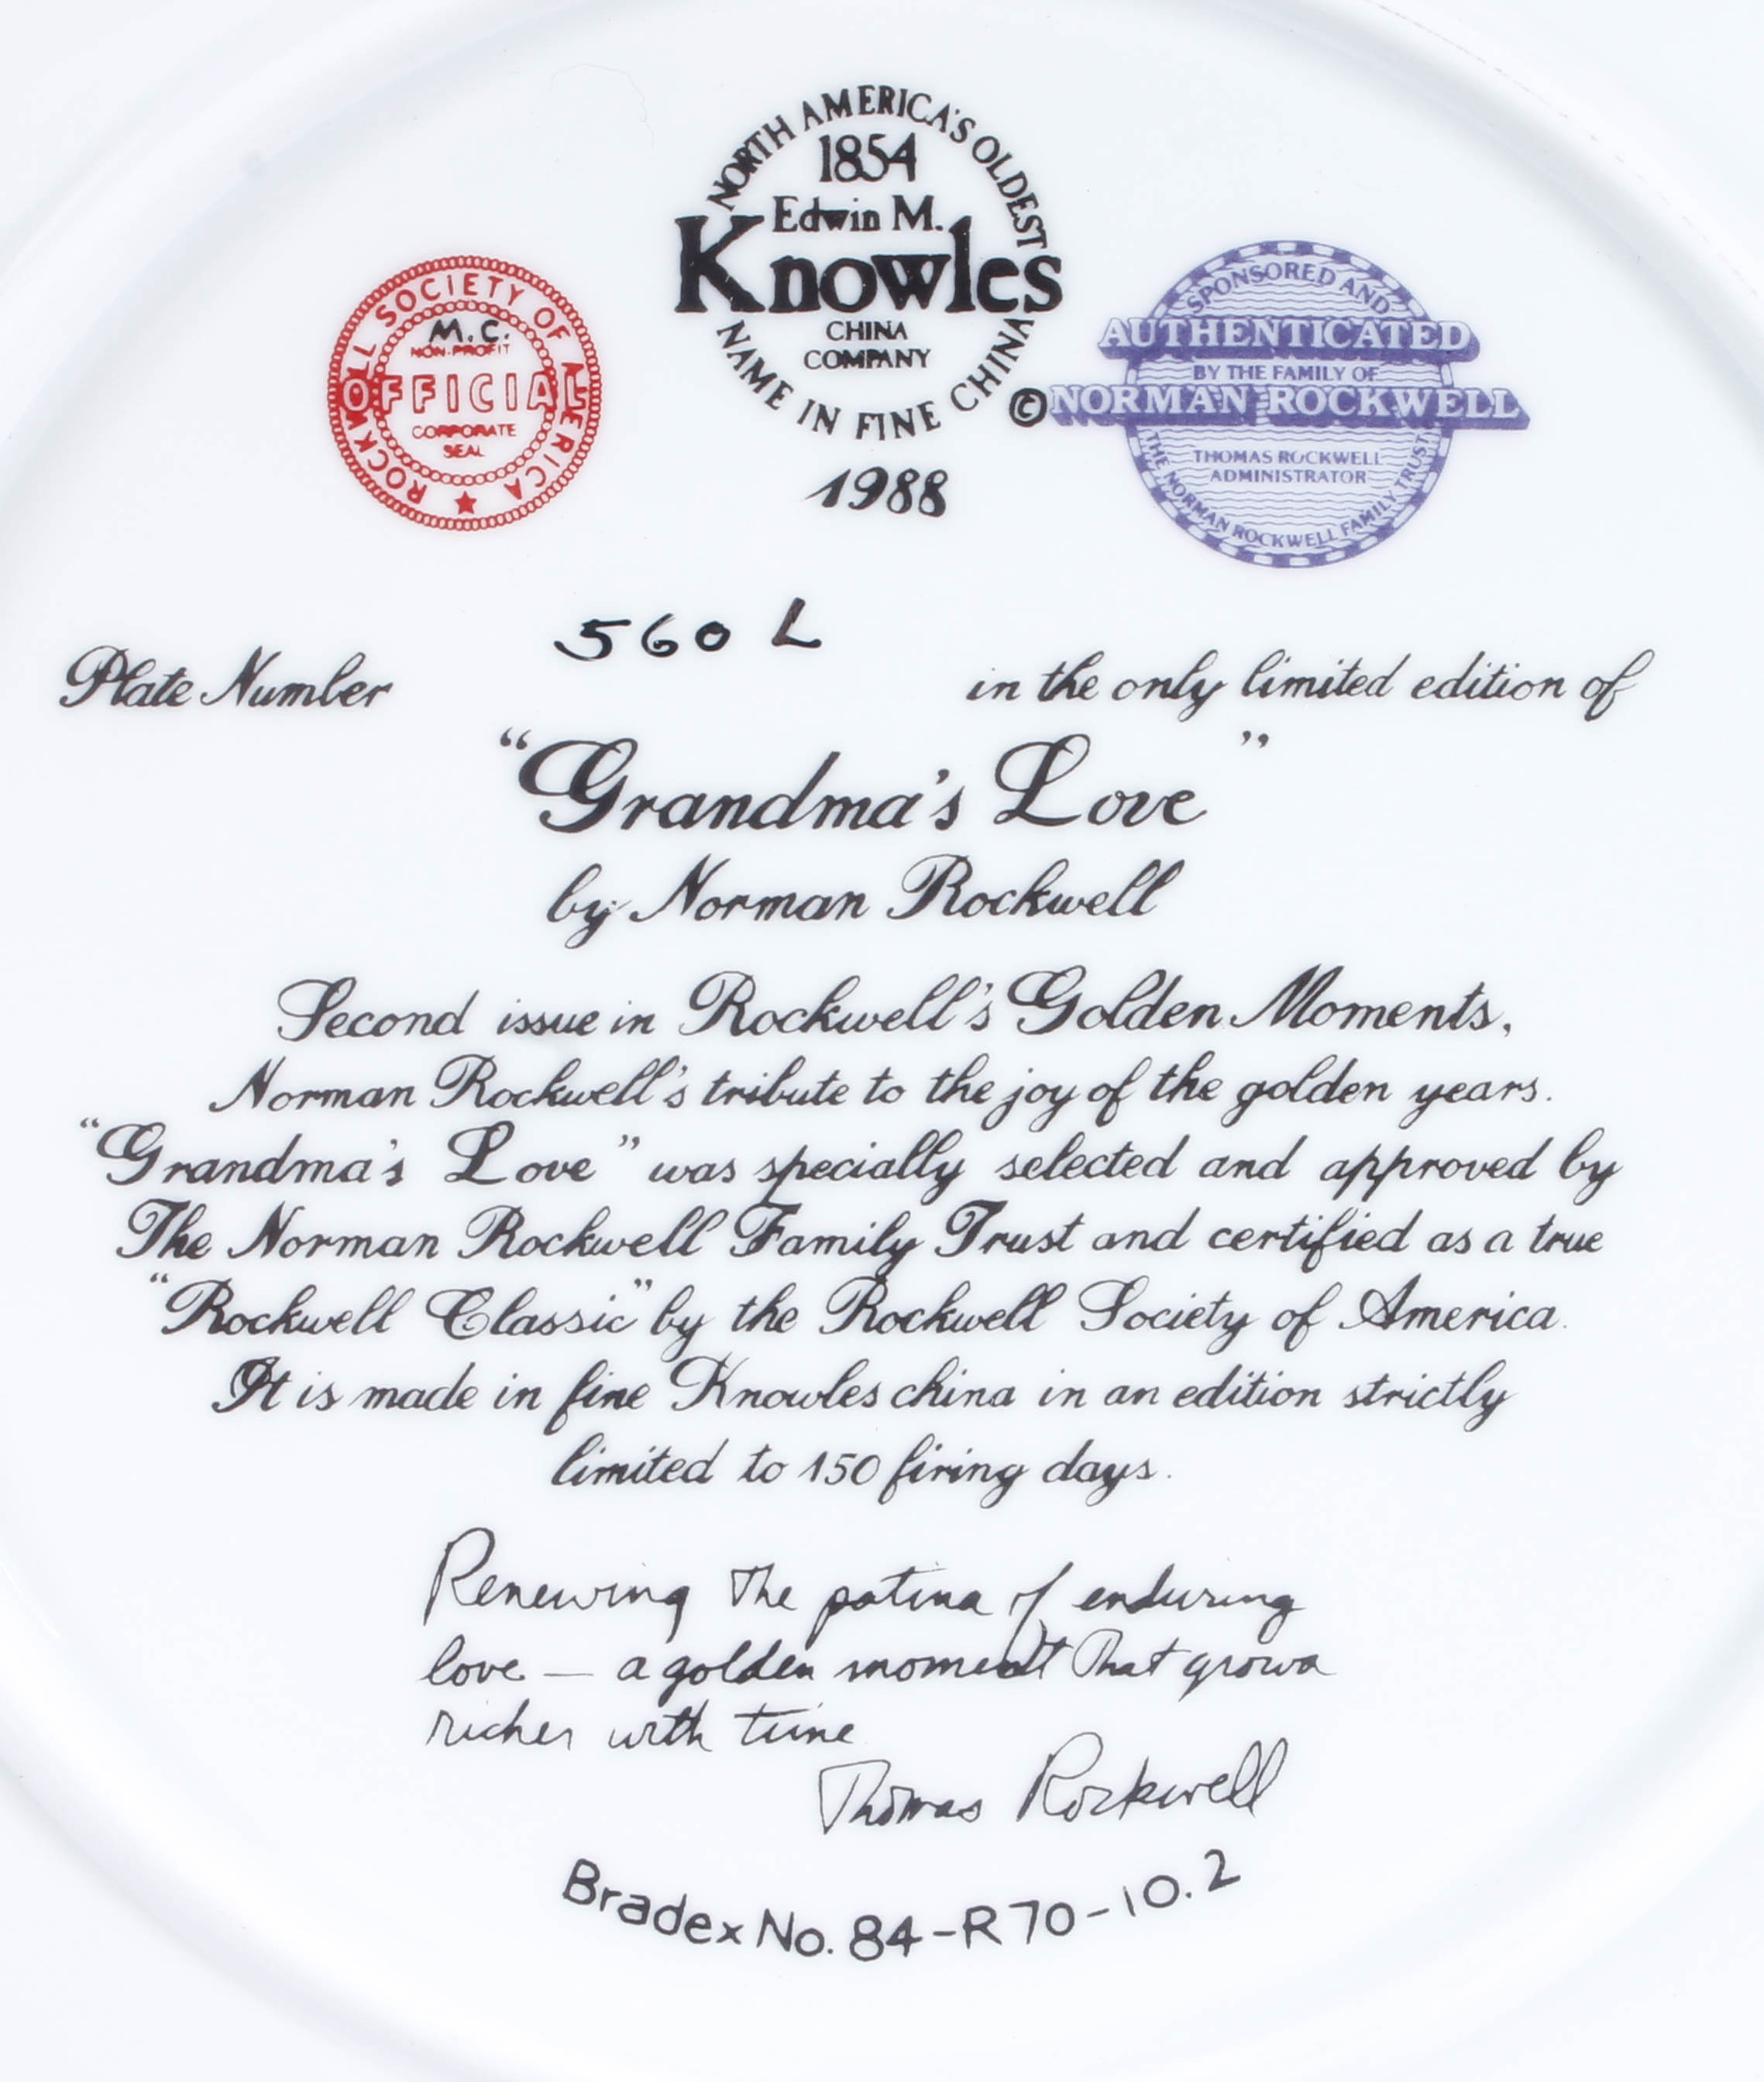 NORTH AMERICA'S OLDEST
1854
Edwin M.
Knowles
CHINA
COMPANY
NAME IN FINE CHINA
1988
ROCKWELL SOCIETY OF AMERICA
M.C.
NON-PROFIT
OFFICIAL
CORPORATE
SEAL
SPONSORED AND
AUTHENTICATED
BY THE FAMILY OF
© NORMAN ROCKWELL
THOMAS ROCKWELL
ADMINISTRATOR
THE NORMAN ROCKWELL FAMILY TRUST
Plate Number 560 L in the only limited edition of
“Grandma's Love”
by Norman Rockwell
Second issue in Rockwell's Golden Moments,
Norman Rockwell's tribute to the joy of the golden years.
“Grandma's Love” was specially selected and approved by
The Norman Rockwell Family Trust and certified as a true
“Rockwell Classic” by the Rockwell Society of America.
It is made in fine Knowles china in an edition strictly
limited to 150 firing days.
Renewing the patina of enduring
love — a golden moment that grows
richer with time
Thomas Rockwell
Bradex No. 84-R70-10.2